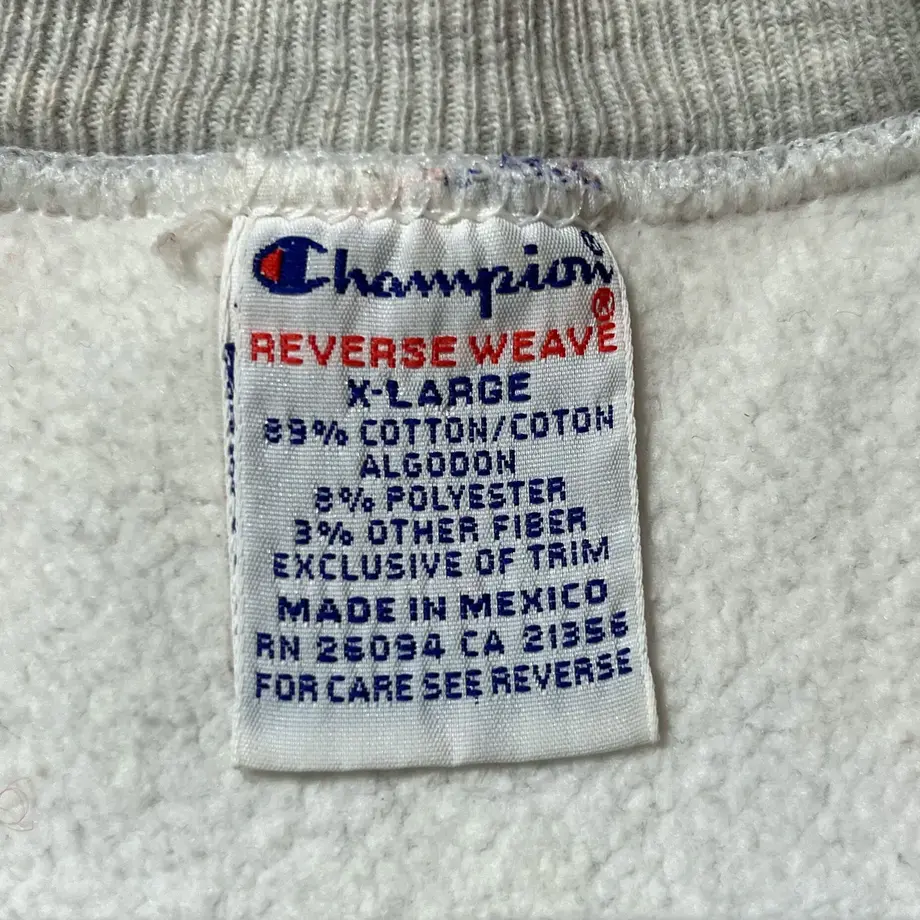 Champion®
®
REVERSE WEAVE
X-LARGE
89% COTTON/COTON
ALGODON
8% POLYESTER
3% OTHER FIBER
EXCLUSIVE OF TRIM
MADE IN MEXICO
RN 26094 CA 21356
FOR CARE SEE REVERSE